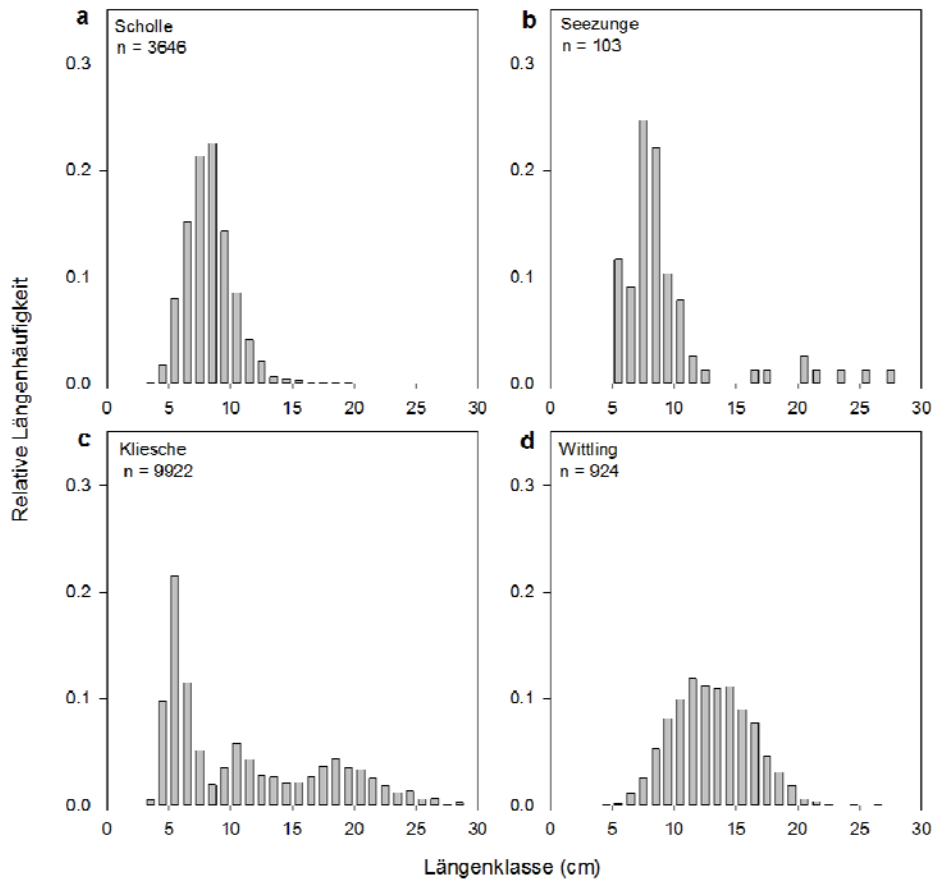 a
Scholle
n = 3646
0.3
0.2
0.1
0.0
0 5 10 15 20 25 30
b
Seezunge
n = 103
0.3
0.2
0.1
0.0
0 5 10 15 20 25 30
c
Kliesche
n = 9922
0.3
0.2
0.1
0.0
0 5 10 15 20 25 30
d
Wittling
n = 924
0.3
0.2
0.1
0.0
0 5 10 15 20 25 30
Relative Längenhäufigkeit
Längenklasse (cm)